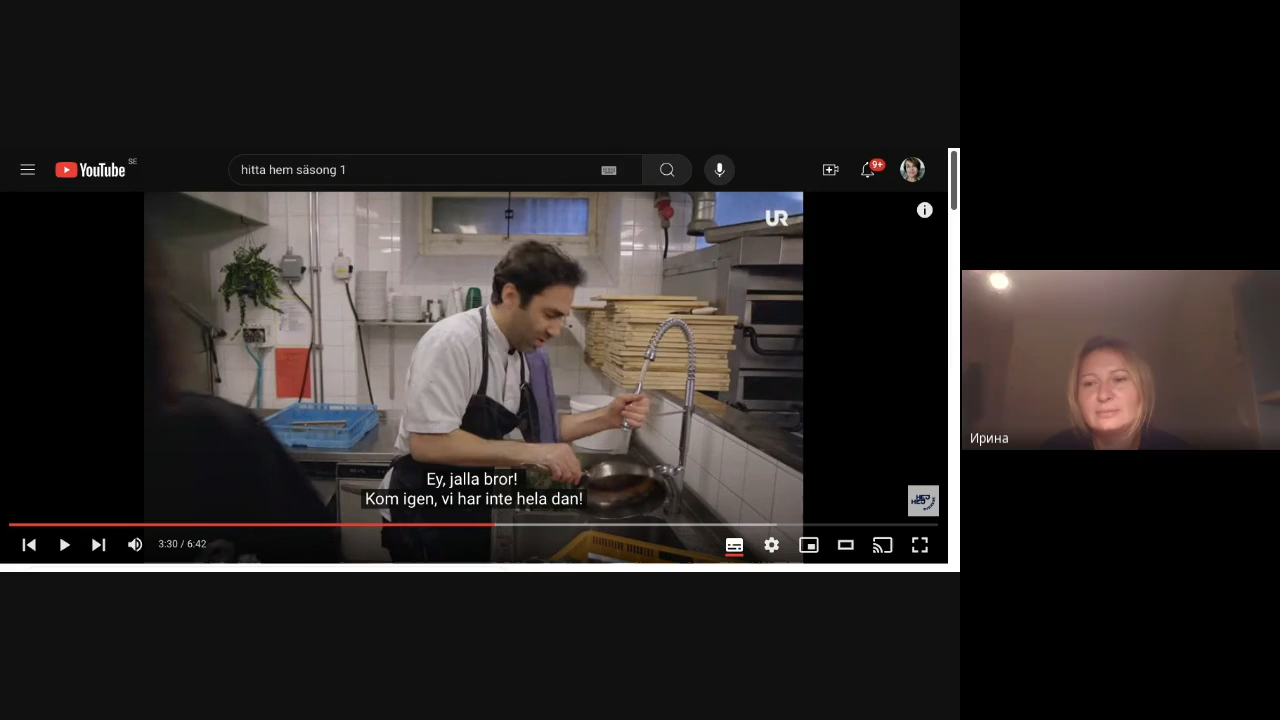 YouTube
SE
hitta hem säsong 1
9+
UR
Ey, jalla bror!
Kom igen, vi har inte hela dan!
3:30 / 6:42
Ирина